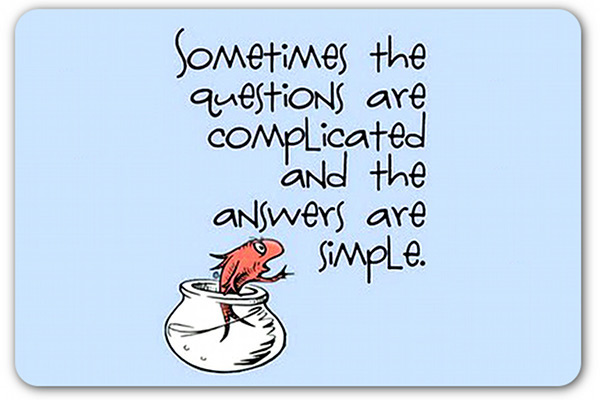 Sometimes the
questions are
complicated
and the
answers are
simple.